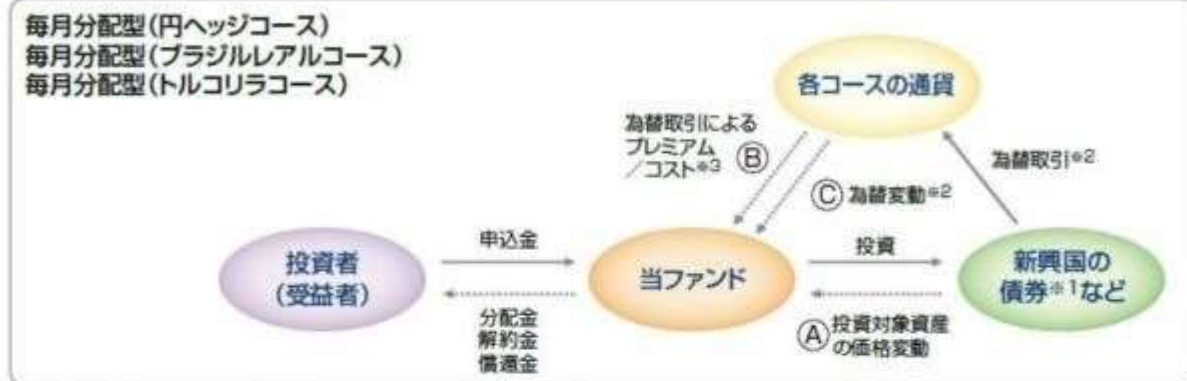 毎月分配型(円ヘッジコース)
毎月分配型(ブラジルレアルコース)
毎月分配型(トルコリラコース)
各コースの通貨
為替取引による
プレミアム
／コスト※3
Ⓑ
Ⓒ為替変動※2
為替取引※2
投資者
(受益者)
申込金
分配金
解約金
償還金
当ファンド
投資
Ⓐ投資対象資産
の価格変動
新興国の
債券※1など